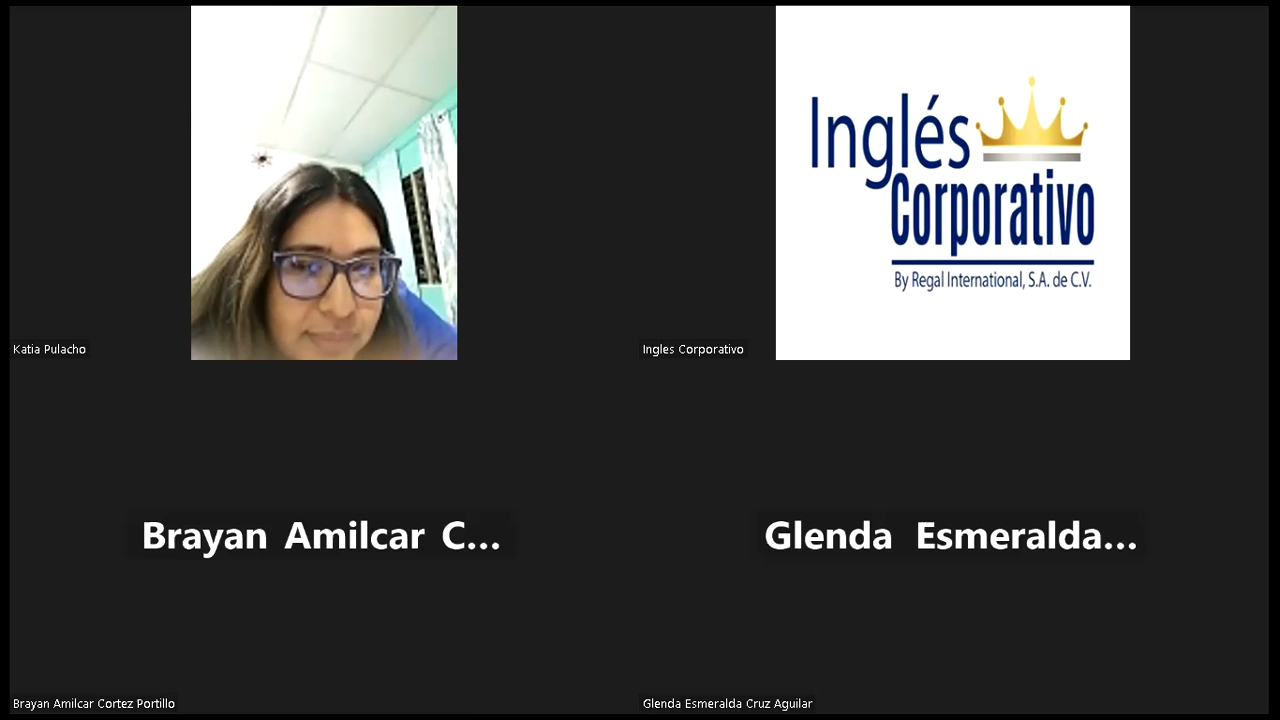 Inglés
Corporativo
By Regal International, S.A. de C.V.
Katia Pulacho
Ingles Corporativo
Brayan Amilcar C...
Glenda Esmeralda...
Brayan Amilcar Cortez Portillo
Glenda Esmeralda Cruz Aguilar